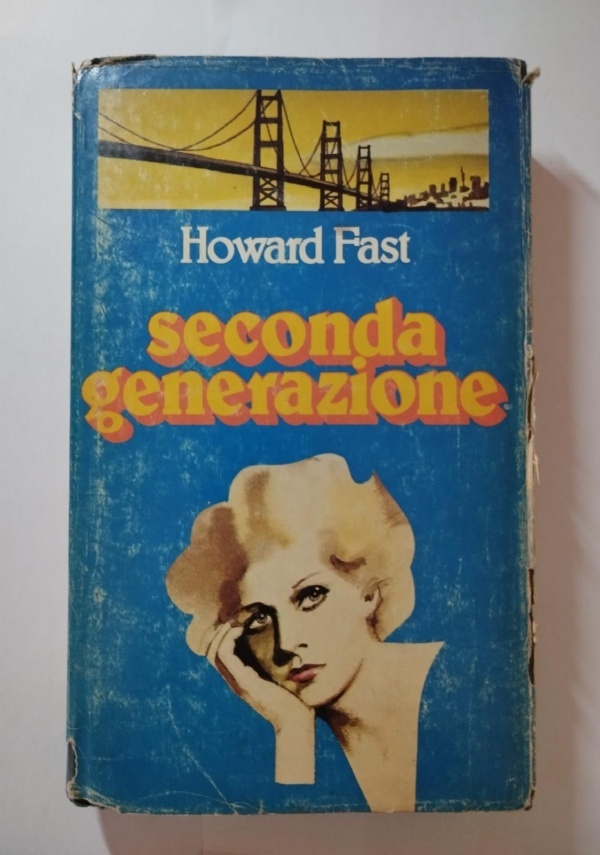 Howard Fast
seconda
generazione